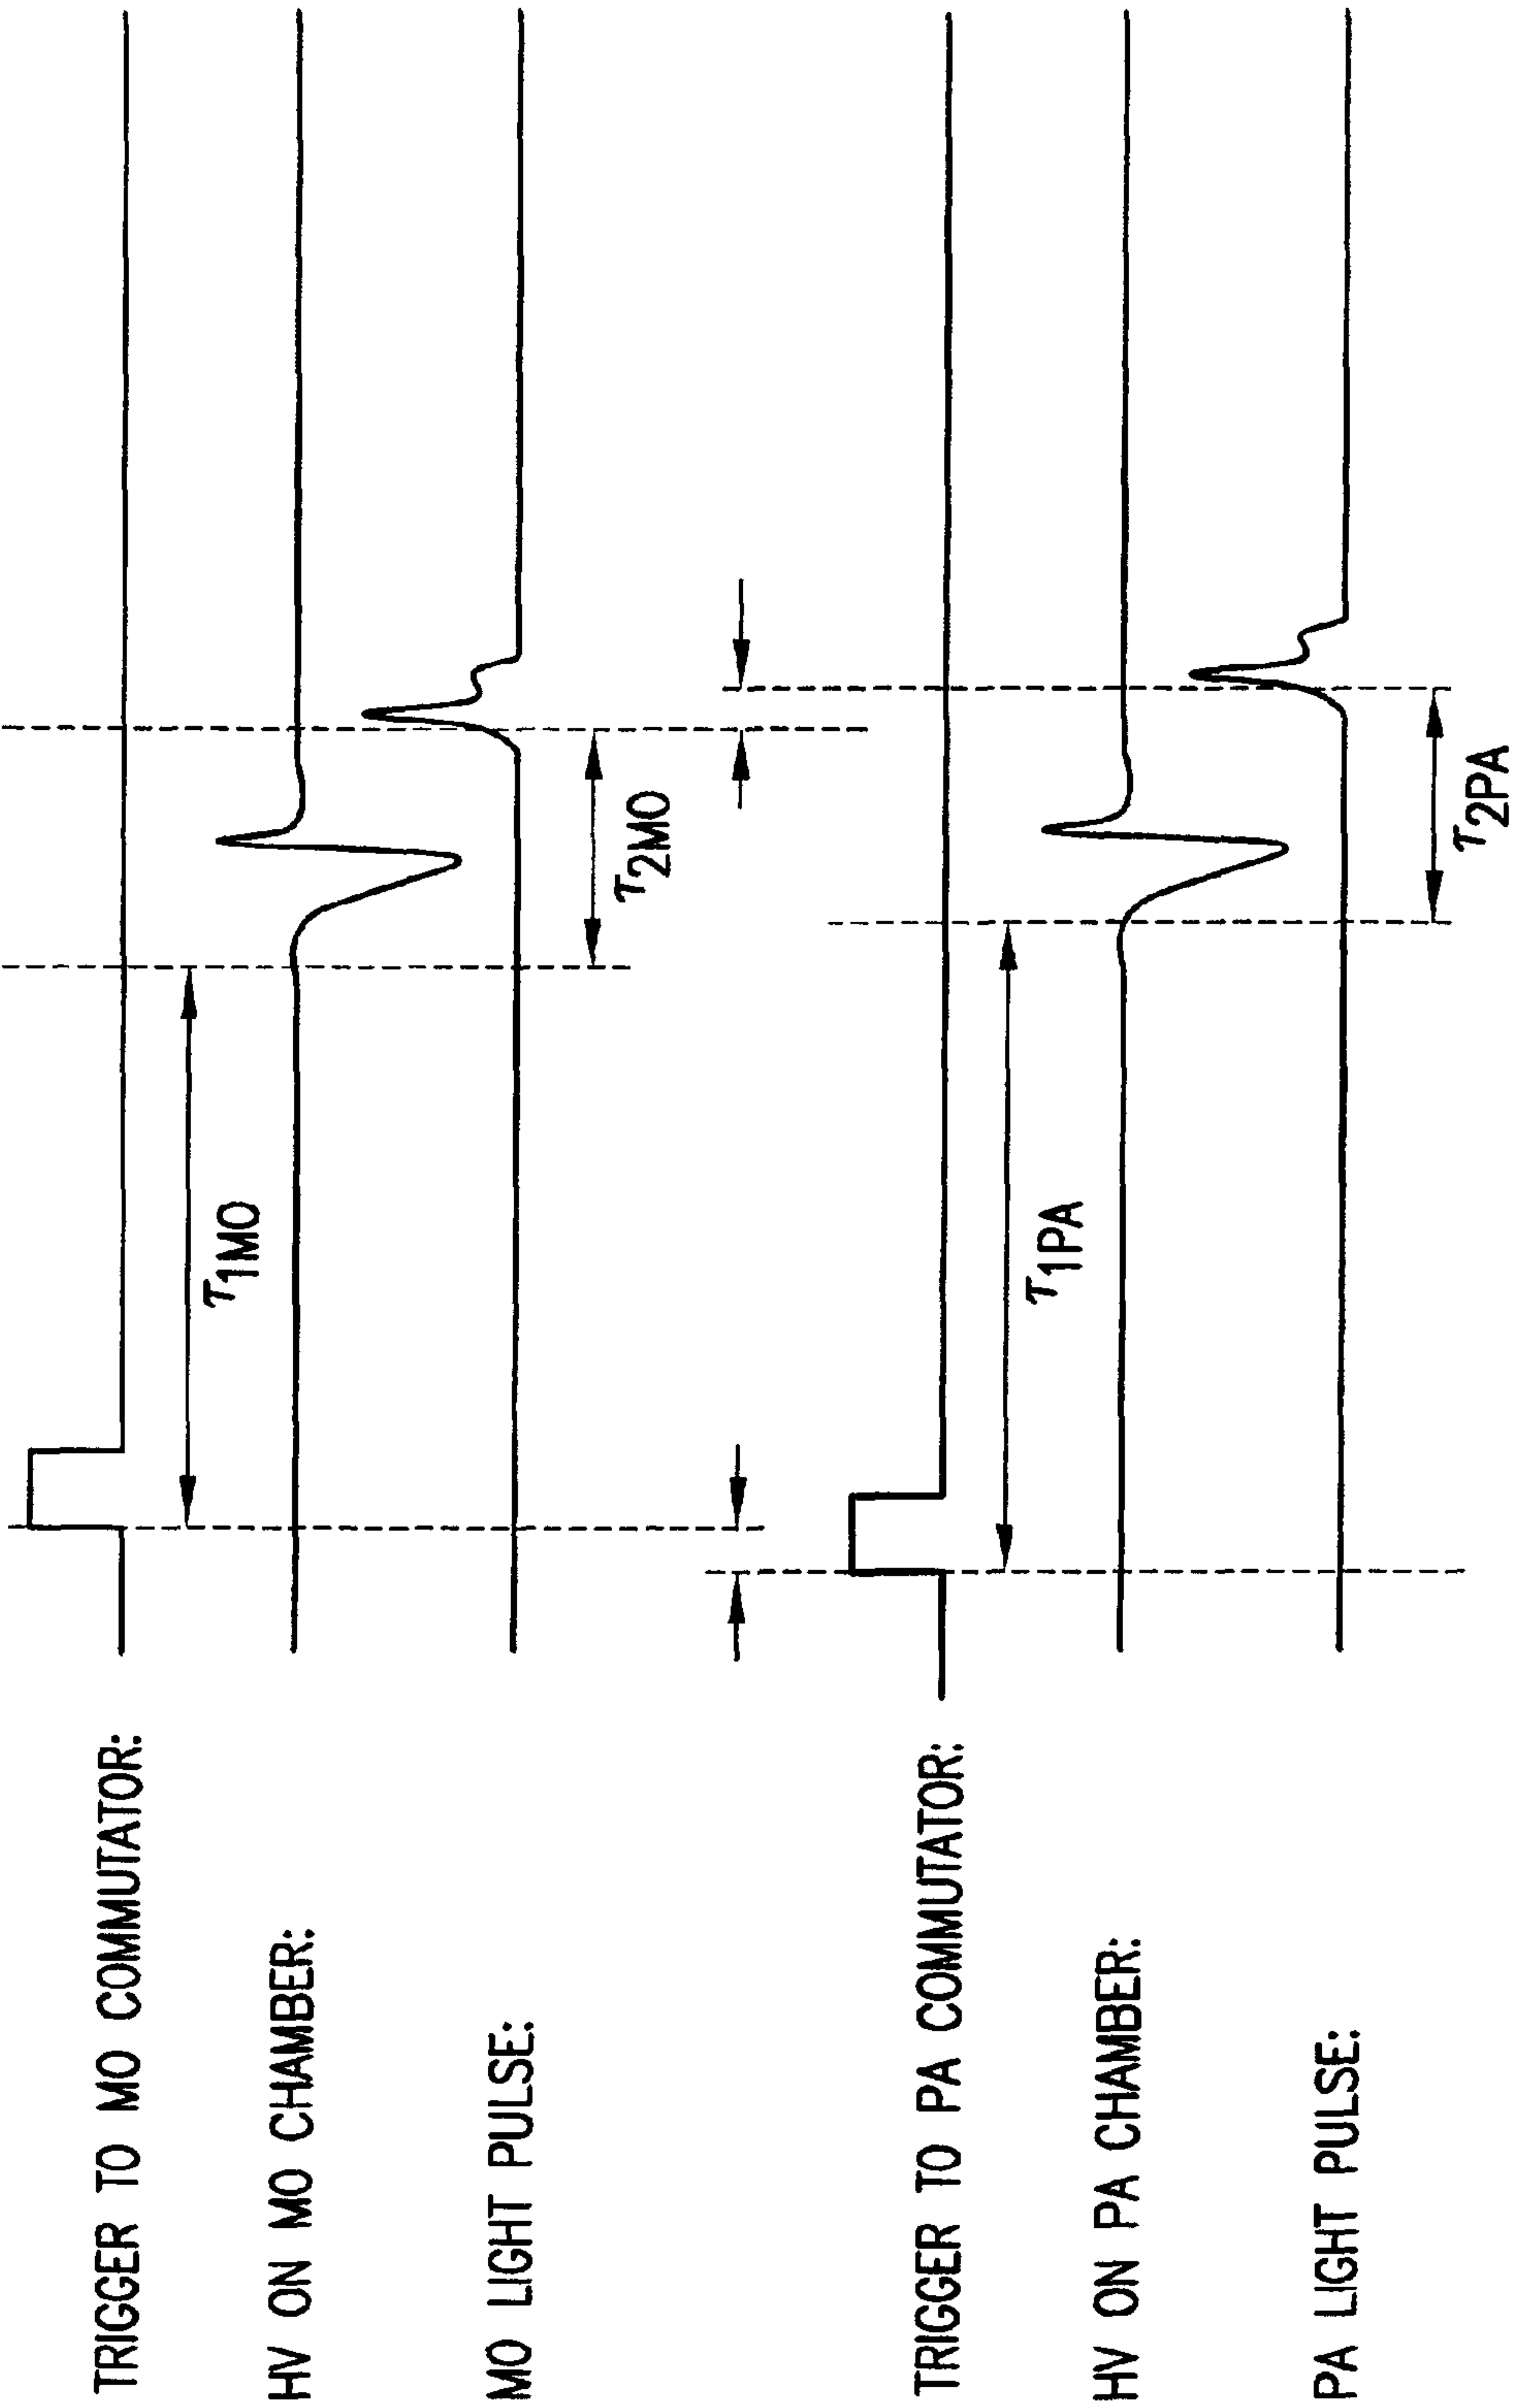 TRIGGER TO MO COMMUTATOR:
τ1MO
HV ON MO CHAMBER:
MO LIGHT PULSE:
τ2MO
TRIGGER TO PA COMMUTATOR:
τ1PA
HV ON PA CHAMBER:
PA LIGHT PULSE:
τ2PA